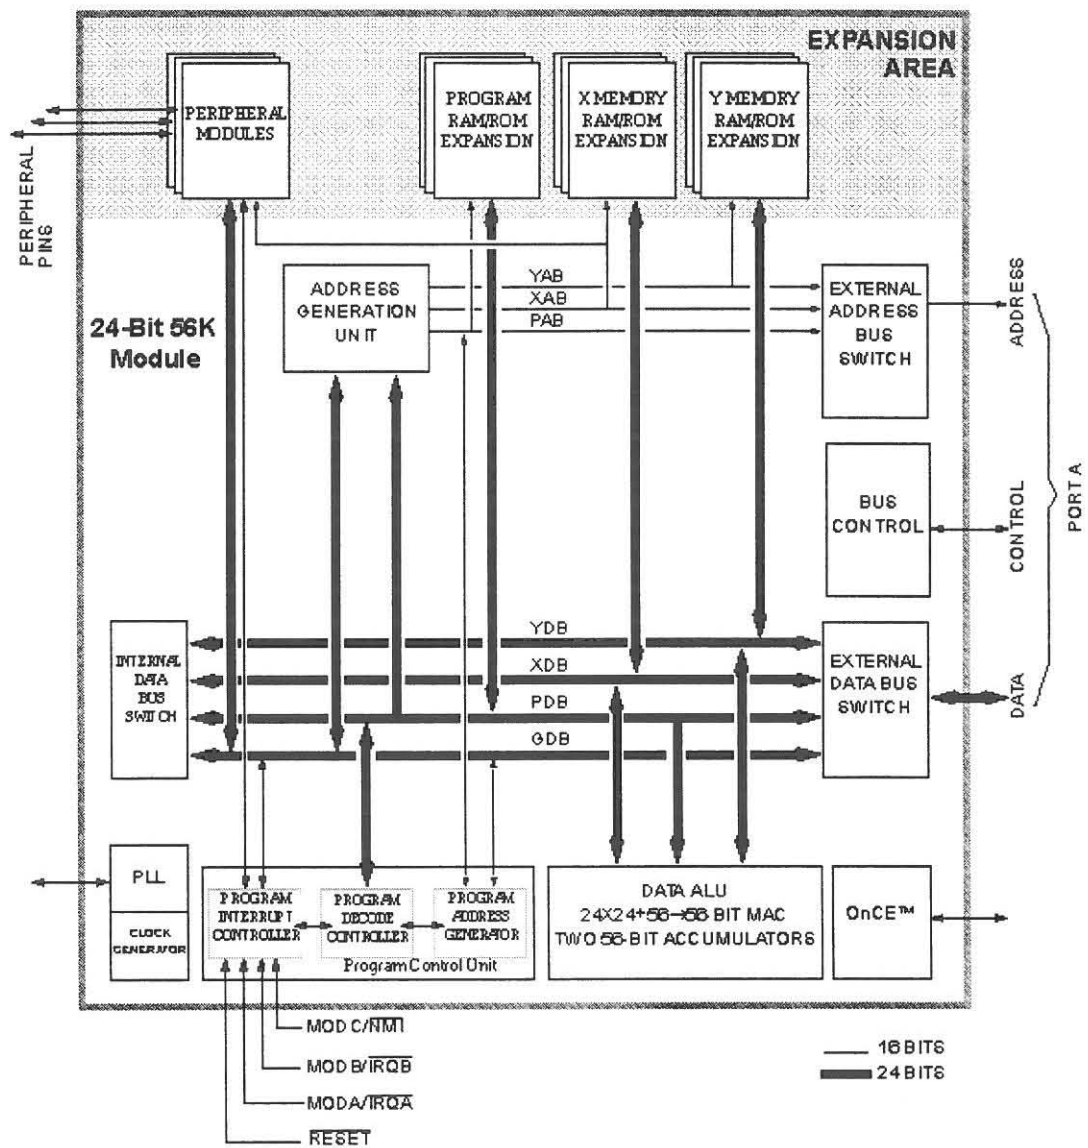 EXPANSION
AREA
PERIPHERAL
MODULES
PROGRAM
RAM/ROM
EXPANSION
X MEMORY
RAM/ROM
EXPANSION
Y MEMORY
RAM/ROM
EXPANSION
PERIPHERAL
PINS
24-Bit 56K
Module
ADDRESS
GENERATION
UNIT
YAB
XAB
PAB
EXTERNAL
ADDRESS
BUS
SWITCH
ADDRESS
BUS
CONTROL
CONTROL
PORT A
INTERNAL
DATA
BUS
SWITCH
YDB
XDB
PDB
GDB
EXTERNAL
DATA BUS
SWITCH
DATA
PLL
CLOCK
GENERATOR
PROGRAM
INTERRUPT
CONTROLLER
PROGRAM
DECODE
CONTROLLER
PROGRAM
ADDRESS
GENERATOR
Program Control Unit
DATA ALU
24X24+56→56 BIT MAC
TWO 56-BIT ACCUMULATORS
OnCE™
MODC/NMI
MODB/IRQB
MODA/IRQA
RESET
16 BITS
24 BITS